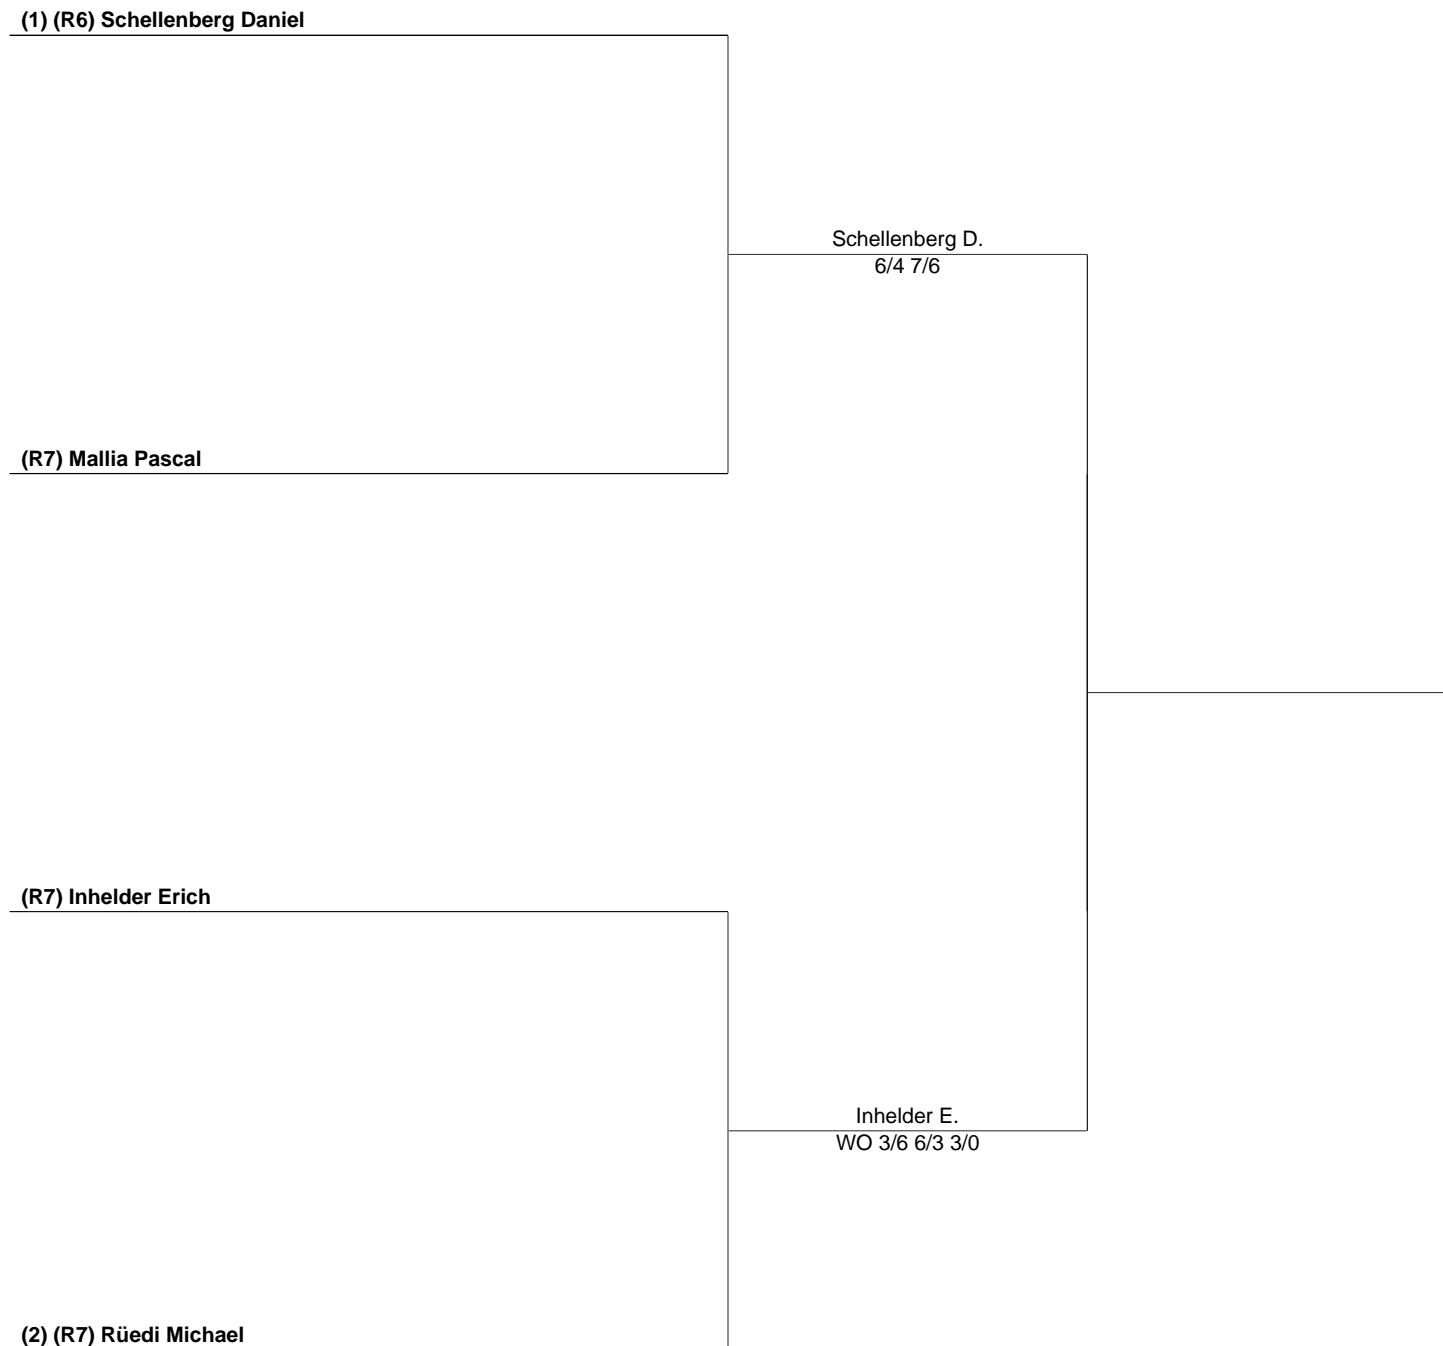 (1) (R6) Schellenberg Daniel
Schellenberg D.
6/4 7/6
(R7) Mallia Pascal
(R7) Inhelder Erich
Inhelder E.
WO 3/6 6/3 3/0
(2) (R7) Rüedi Michael